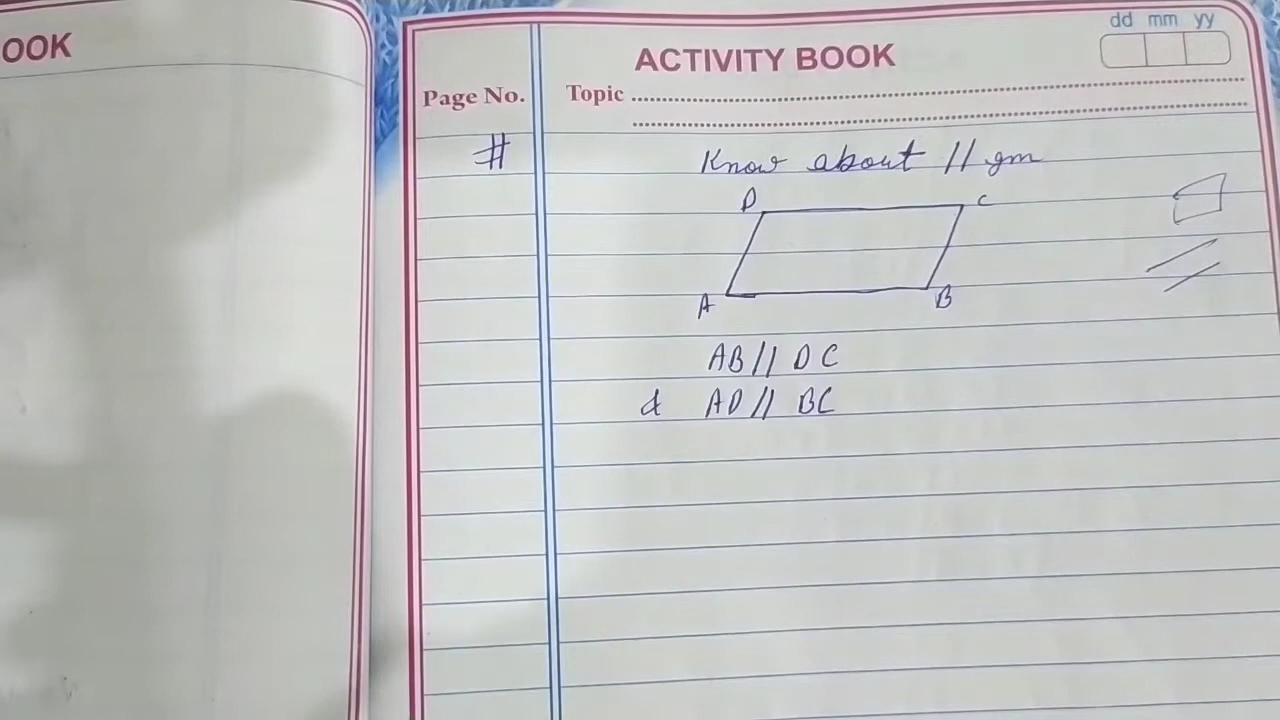 OOK
dd mm yy
ACTIVITY BOOK
Page No.
Topic
# Know about // gm
D C
A B
AB // DC
& AD // BC